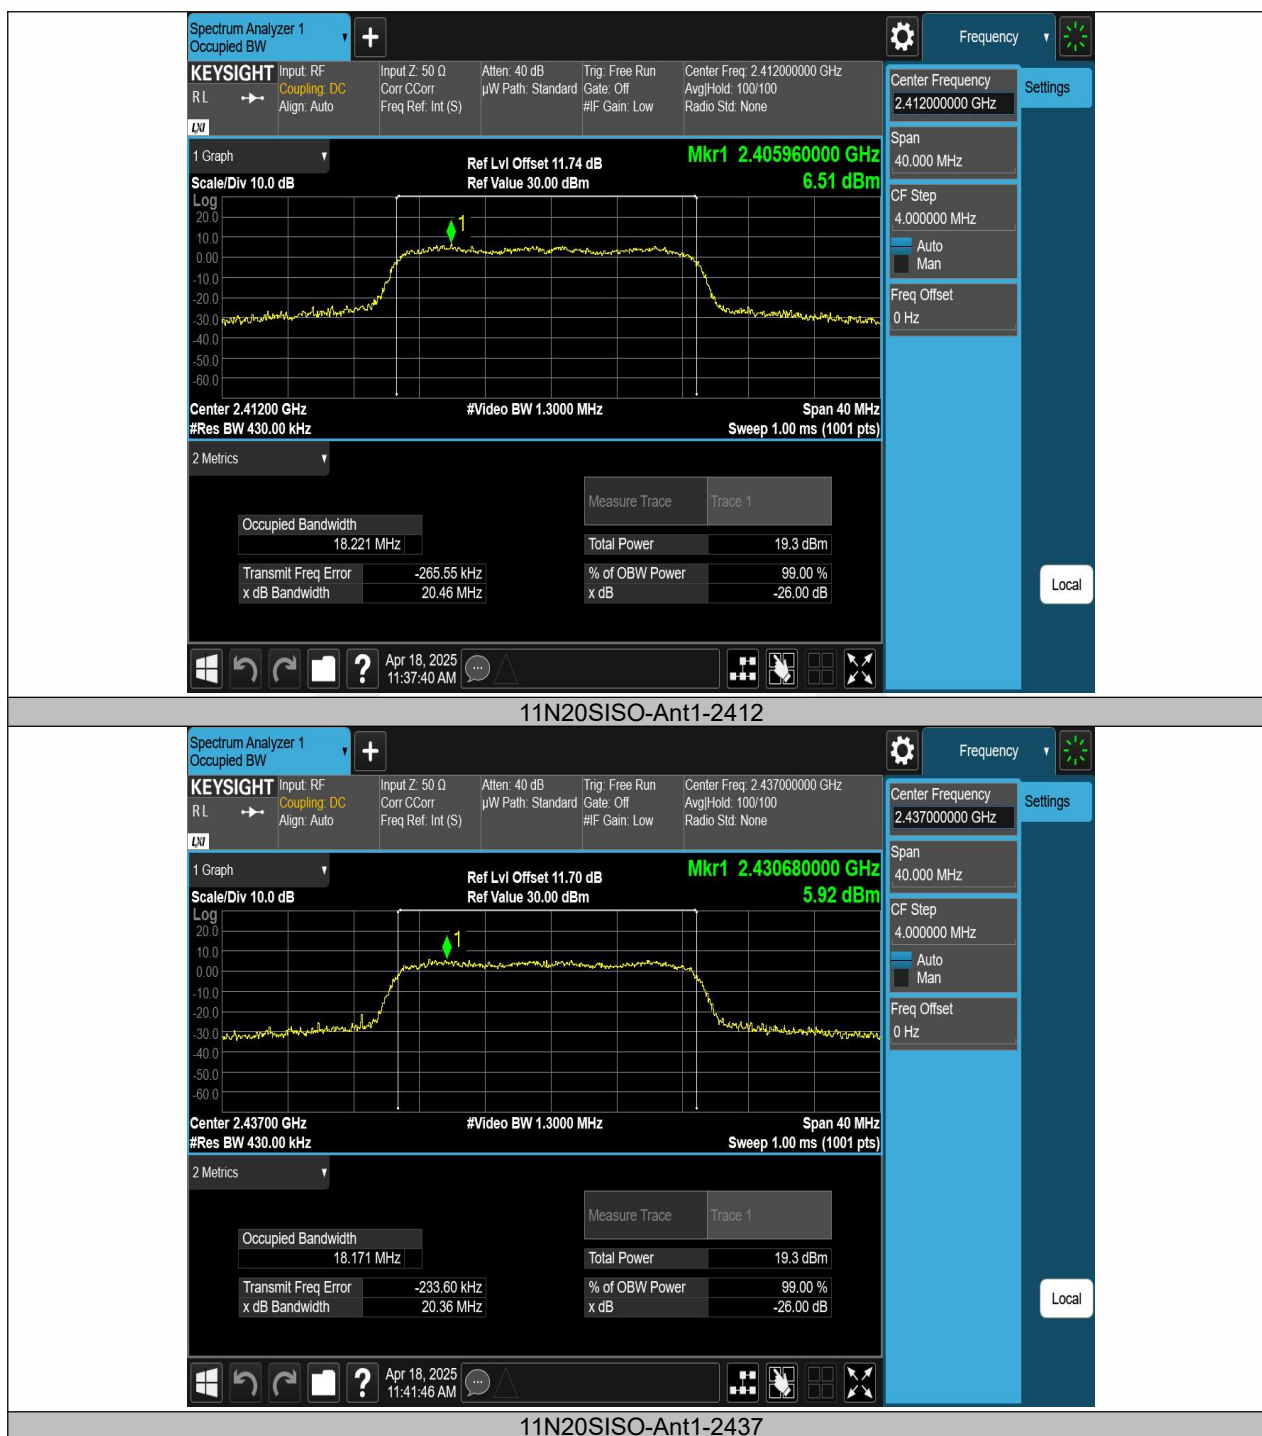 Spectrum Analyzer 1
Occupied BW
Frequency
KEYSIGHT
R L
LXI
Input: RF
Coupling: DC
Align: Auto
Input Z: 50 Ω
Corr CCorr
Freq Ref: Int (S)
Atten: 40 dB
µW Path: Standard
Trig: Free Run
Gate: Off
#IF Gain: Low
Center Freq: 2.412000000 GHz
Avg|Hold: 100/100
Radio Std: None
Center Frequency
2.412000000 GHz
Settings
Span
40.000 MHz
CF Step
4.000000 MHz
Auto
Man
Freq Offset
0 Hz
Local
1 Graph
Scale/Div 10.0 dB
Ref Lvl Offset 11.74 dB
Ref Value 30.00 dBm
Mkr1 2.405960000 GHz
6.51 dBm
Log
20.0
10.0
0.00
-10.0
-20.0
-30.0
-40.0
-50.0
-60.0
1
Center 2.41200 GHz
#Video BW 1.3000 MHz
Span 40 MHz
#Res BW 430.00 kHz
Sweep 1.00 ms (1001 pts)
2 Metrics
Measure Trace Trace 1
Occupied Bandwidth
18.221 MHz
Total Power 19.3 dBm
Transmit Freq Error -265.55 kHz
% of OBW Power 99.00 %
x dB Bandwidth 20.46 MHz
x dB -26.00 dB
?
Apr 18, 2025
11:37:40 AM
11N20SISO-Ant1-2412
Spectrum Analyzer 1
Occupied BW
Frequency
KEYSIGHT
R L
LXI
Input: RF
Coupling: DC
Align: Auto
Input Z: 50 Ω
Corr CCorr
Freq Ref: Int (S)
Atten: 40 dB
µW Path: Standard
Trig: Free Run
Gate: Off
#IF Gain: Low
Center Freq: 2.437000000 GHz
Avg|Hold: 100/100
Radio Std: None
Center Frequency
2.437000000 GHz
Settings
Span
40.000 MHz
CF Step
4.000000 MHz
Auto
Man
Freq Offset
0 Hz
Local
1 Graph
Scale/Div 10.0 dB
Ref Lvl Offset 11.70 dB
Ref Value 30.00 dBm
Mkr1 2.430680000 GHz
5.92 dBm
Log
20.0
10.0
0.00
-10.0
-20.0
-30.0
-40.0
-50.0
-60.0
1
Center 2.43700 GHz
#Video BW 1.3000 MHz
Span 40 MHz
#Res BW 430.00 kHz
Sweep 1.00 ms (1001 pts)
2 Metrics
Measure Trace Trace 1
Occupied Bandwidth
18.171 MHz
Total Power 19.3 dBm
Transmit Freq Error -233.60 kHz
% of OBW Power 99.00 %
x dB Bandwidth 20.36 MHz
x dB -26.00 dB
?
Apr 18, 2025
11:41:46 AM
11N20SISO-Ant1-2437